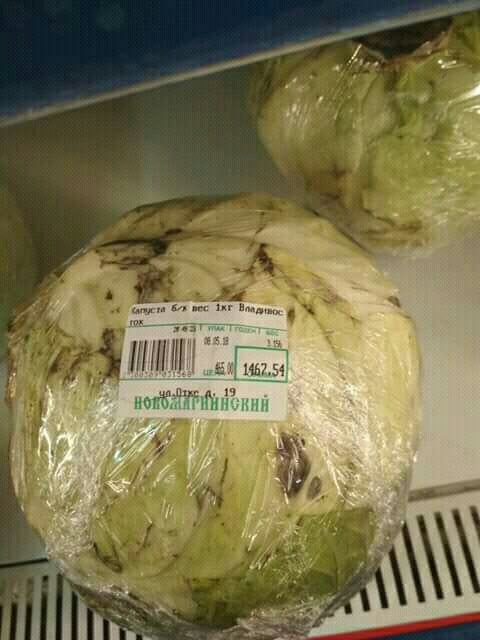 Капуста б/к вес 1кг Владивос
ток
УПАК ГОДЕН ВЕС
08.05.18 3.156
465,00 1467.54
ул.Отке д. 19
НОВОМАРИИНСКИЙ